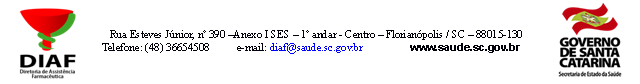 Rua Esteves Júnior, nº 390 –Anexo I SES – 1º andar - Centro – Florianópolis / SC – 88015-130
Telefone: (48) 36654508 e-mail: diaf@saude.sc.gov.br www.saude.sc.gov.br
DIAF
Diretoria de Assistência
Farmacêutica
GOVERNO
DE SANTA
CATARINA
Secretaria de Estado da Saúde